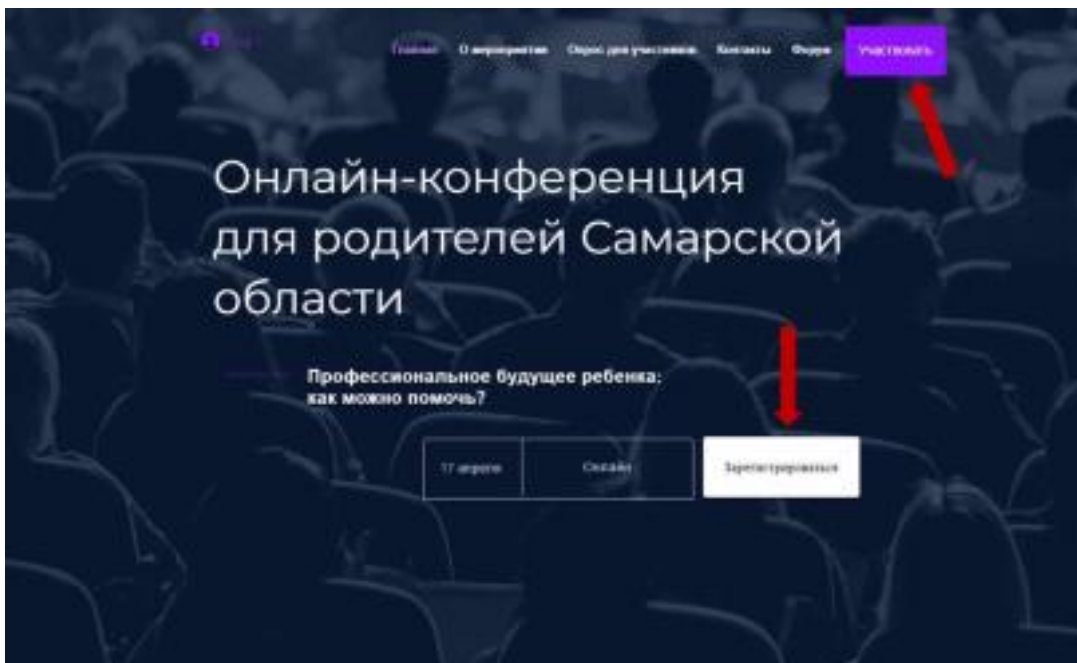 Главная О мероприятии Опрос для участников Контакты Форум Участвовать
Онлайн-конференция
для родителей Самарской
области
Профессиональное будущее ребенка:
как можно помочь?
17 апреля Онлайн Зарегистрироваться